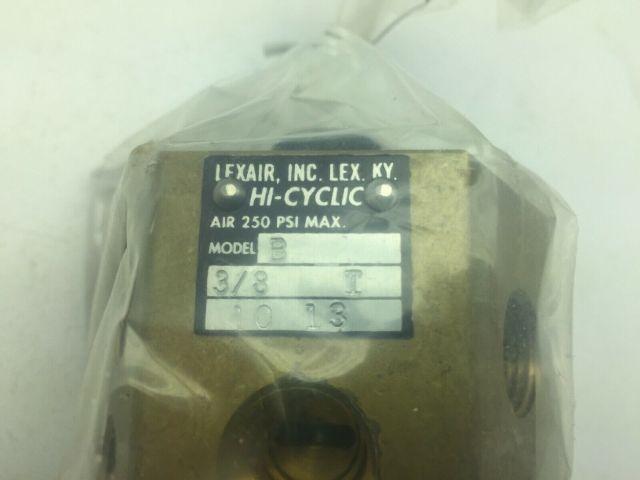 LEXAIR, INC. LEX. KY.
HI-CYCLIC
AIR 250 PSI MAX.
MODEL B
3/8 I
10 13